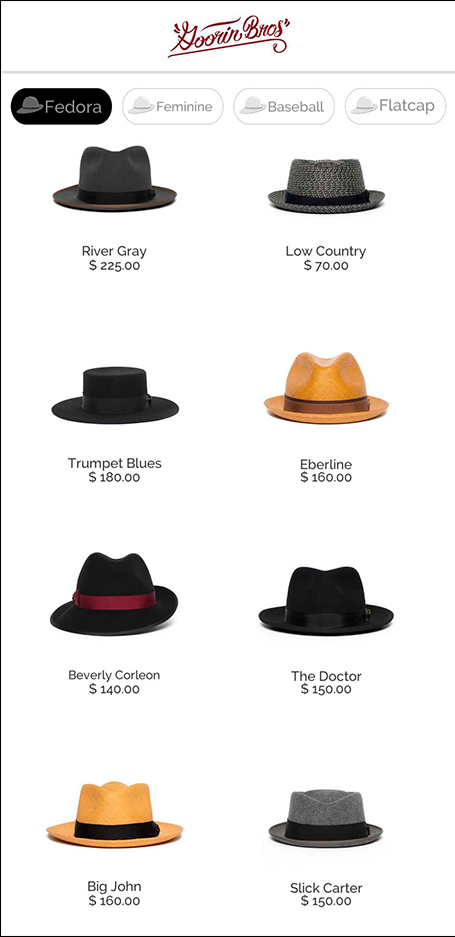 "Goorin Bros"
Fedora
Feminine
Baseball
Flatcap
River Gray
$ 225.00
Low Country
$ 70.00
Trumpet Blues
$ 180.00
Eberline
$ 160.00
Beverly Corleon
$ 140.00
The Doctor
$ 150.00
Big John
$ 160.00
Slick Carter
$ 150.00